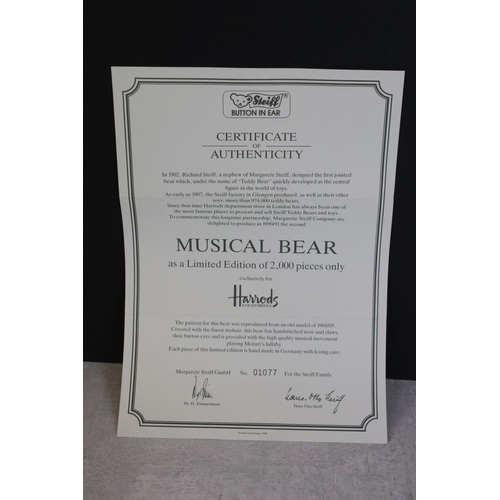 Steiff ®
BUTTON IN EAR
CERTIFICATE
OF
AUTHENTICITY
In 1902, Richard Steiff, a nephew of Margarete Steiff, designed the first jointed
bear which, under the name of "Teddy Bear" quickly developed as the central
figure in the world of toys.
As early as 1907, the Steiff factory in Giengen produced, as well as their other
toys, more than 974,000 teddy bears.
Since that time Harrods department store in London has always been one of
the most famous places to present and sell Steiff Teddy Bears and toys.
To commemorate this longtime partnership, Margarete Steiff Company are
delighted to produce in 1990/91 the second
MUSICAL BEAR
as a Limited Edition of 2,000 pieces only
exclusively for
Harrods
KNIGHTSBRIDGE
The pattern for this bear was reproduced from an old model of 1904/05.
Covered with the finest mohair, this bear has handstitched nose and claws,
shoe button eyes and is provided with the high quality musical movement
playing Mozart's lullaby.
Each piece of this limited edition is hand made in Germany with loving care.
Margarete Steiff GmbH No. 01077 For the Steiff Family
Hans Otto Steiff